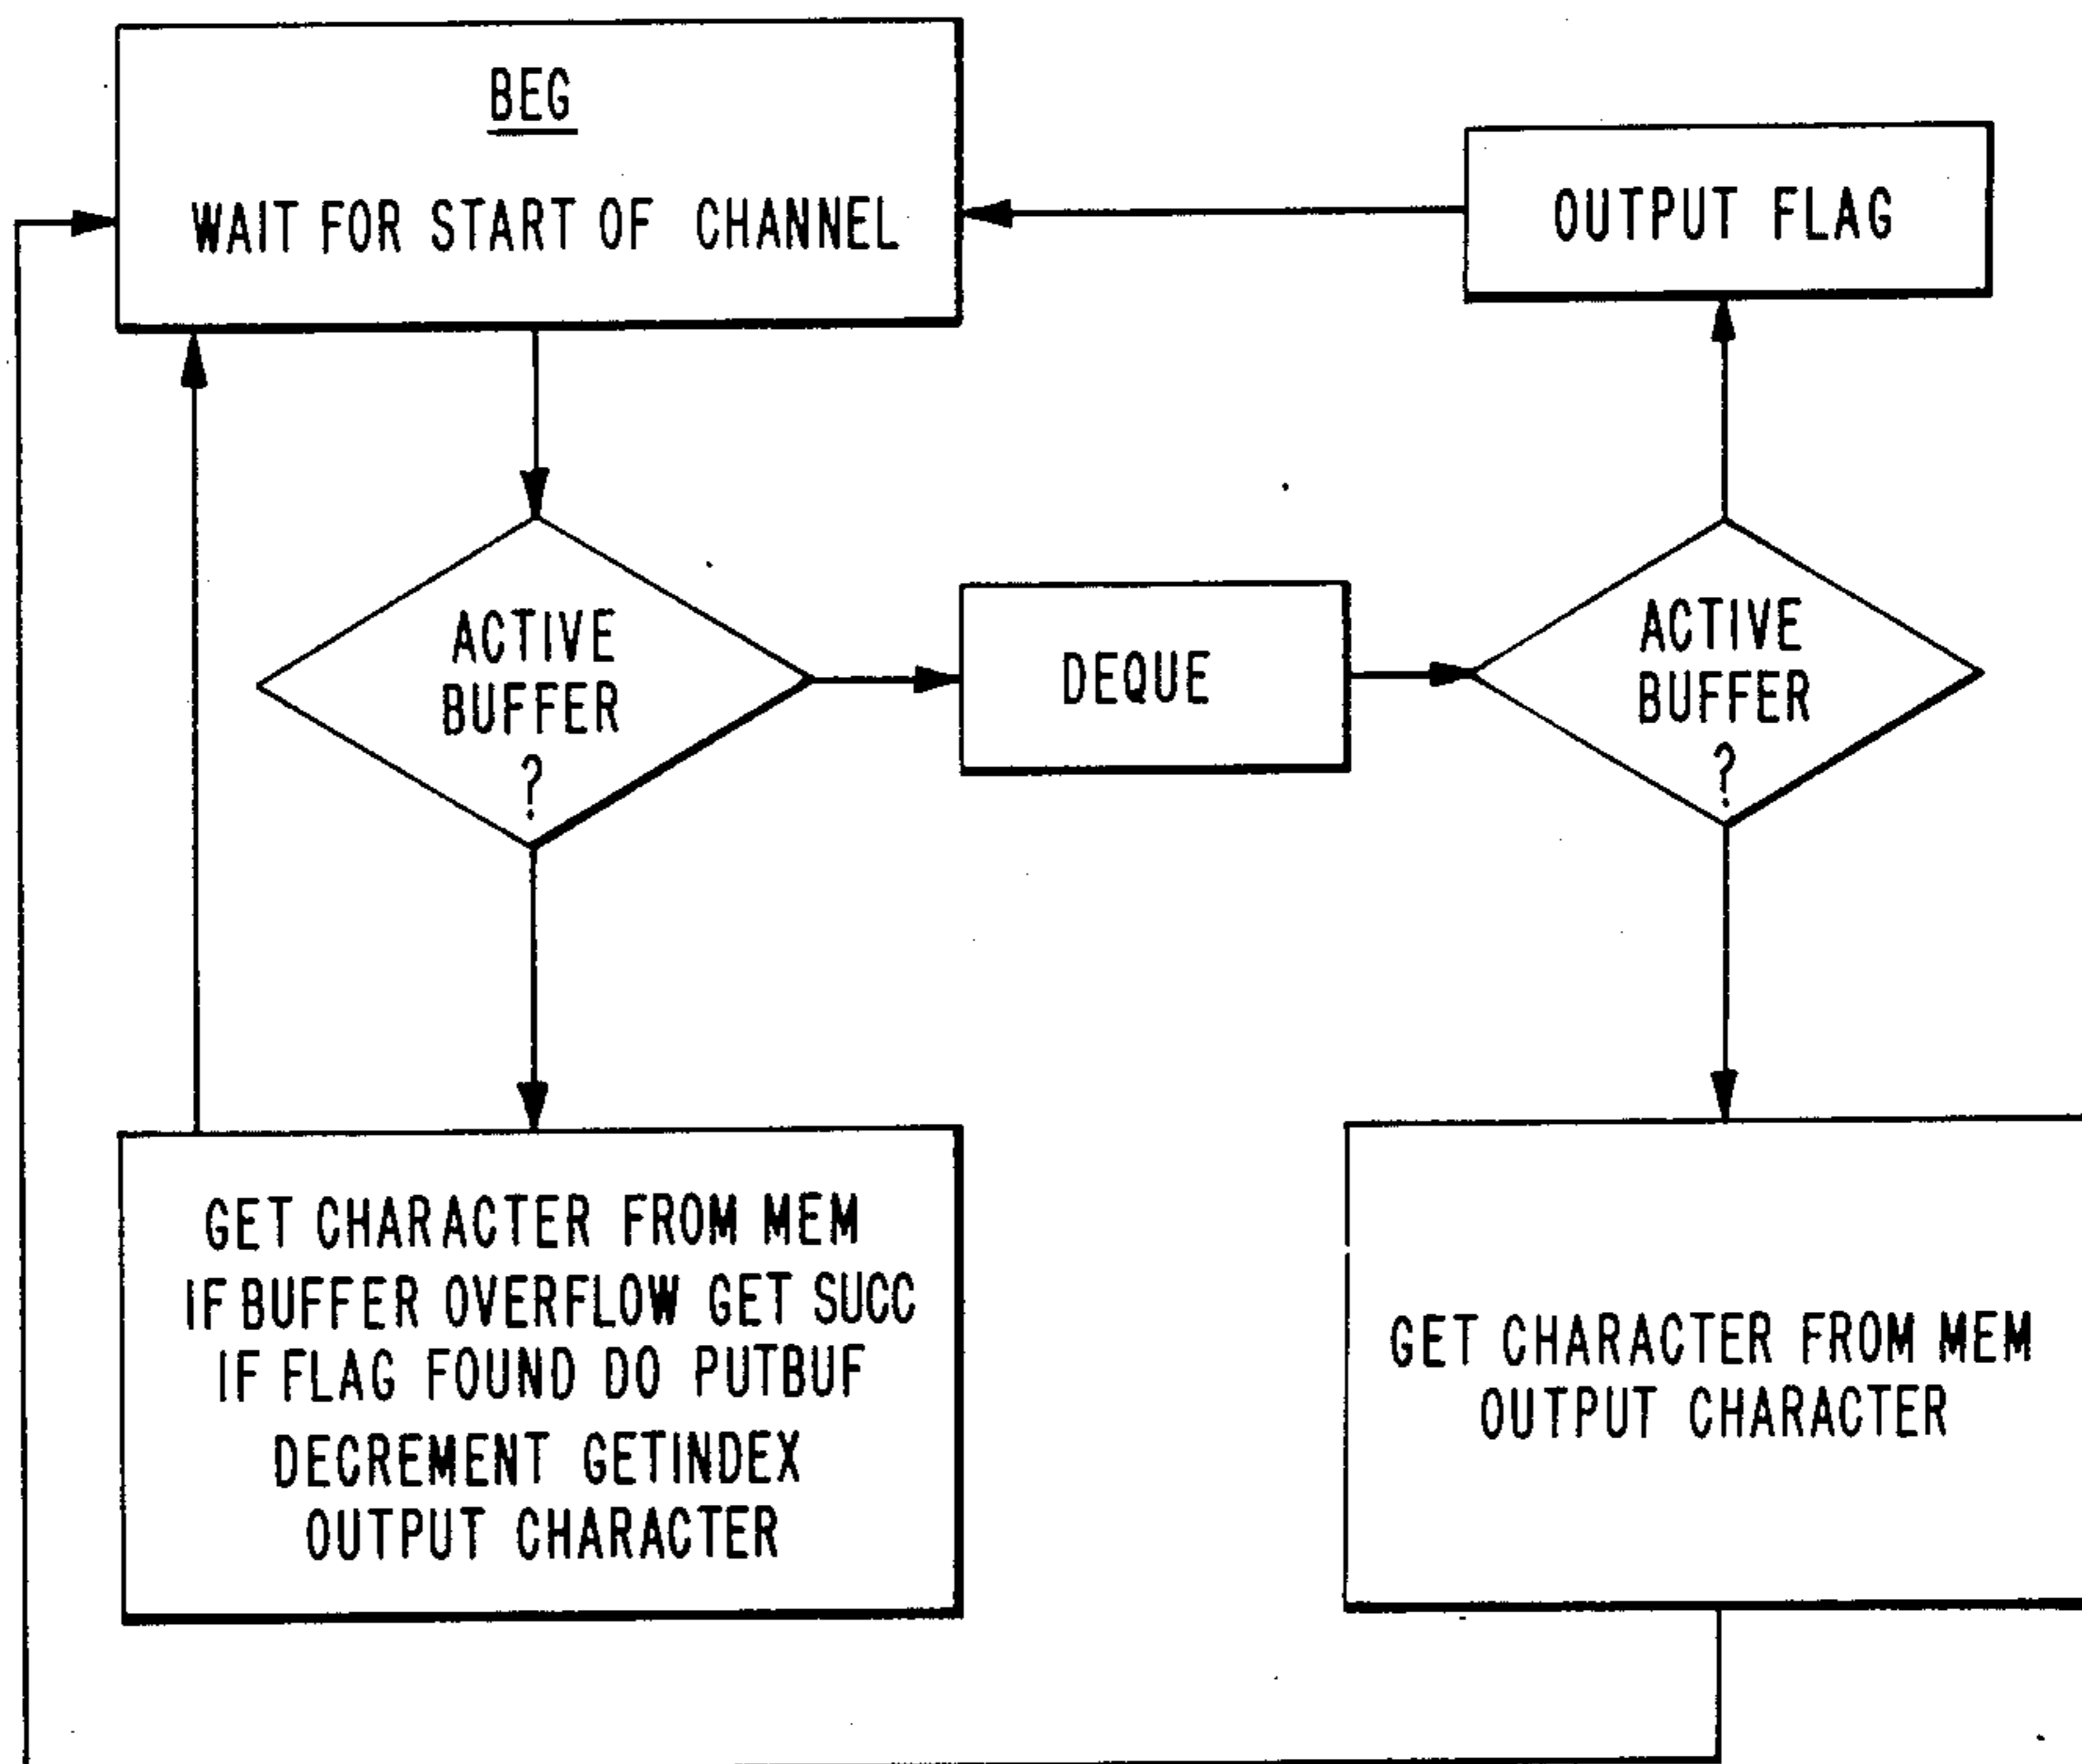 BEG
WAIT FOR START OF CHANNEL
OUTPUT FLAG
ACTIVE
BUFFER
?
DEQUE
ACTIVE
BUFFER
?
GET CHARACTER FROM MEM
IF BUFFER OVERFLOW GET SUCC
IF FLAG FOUND DO PUTBUF
DECREMENT GETINDEX
OUTPUT CHARACTER
GET CHARACTER FROM MEM
OUTPUT CHARACTER